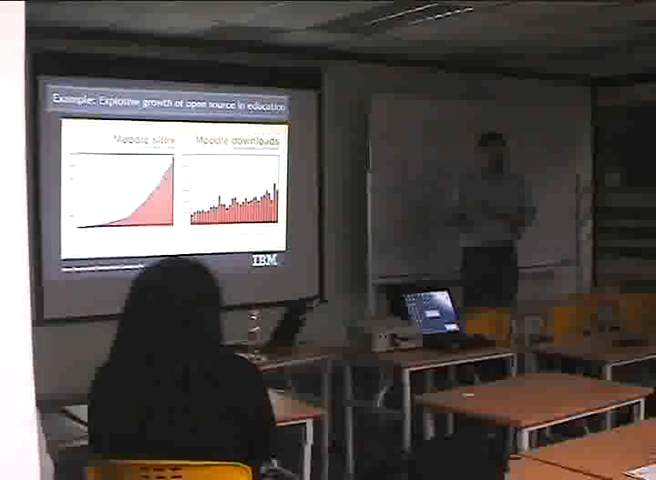 Example: Explosive growth of open source in education
Moodle sites
Moodle downloads
IBM